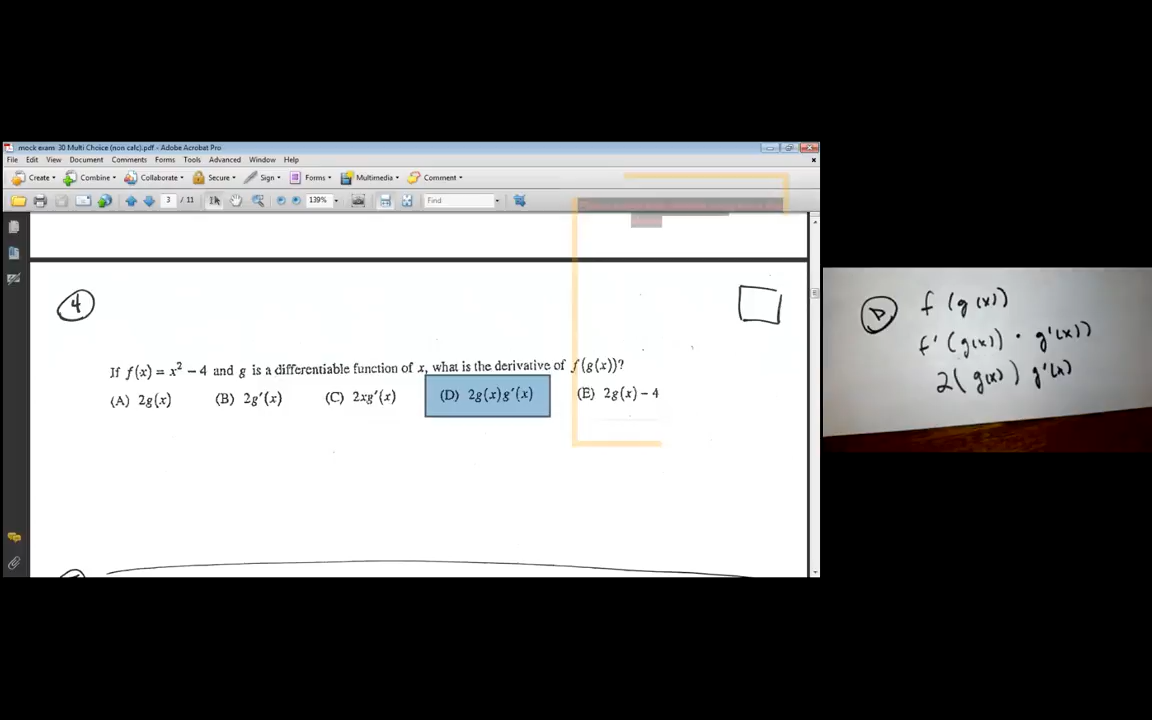 mock exam 30 Multi Choice (non calc).pdf - Adobe Acrobat Pro
File Edit View Document Comments Forms Tools Advanced Window Help
Create Combine Collaborate Secure Sign Forms Multimedia Comment
3 / 11 139% Find
4
If f(x) = x² − 4 and g is a differentiable function of x, what is the derivative of f(g(x))?
(A) 2g(x) (B) 2g′(x) (C) 2xg′(x) (D) 2g(x)g′(x) (E) 2g(x) − 4
D f(g(x))
f'(g(x)) · g'(x))
2(g(x)) g'(x)